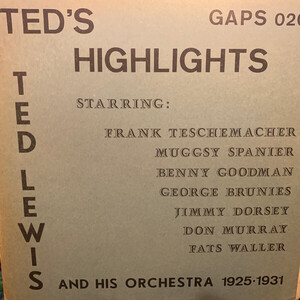 TED'S GAPS 020
HIGHLIGHTS
TED LEWIS
STARRING:
FRANK TESCHEMACHER
MUGGSY SPANIER
BENNY GOODMAN
GEORGE BRUNIES
JIMMY DORSEY
DON MURRAY
FATS WALLER
AND HIS ORCHESTRA 1925-1931